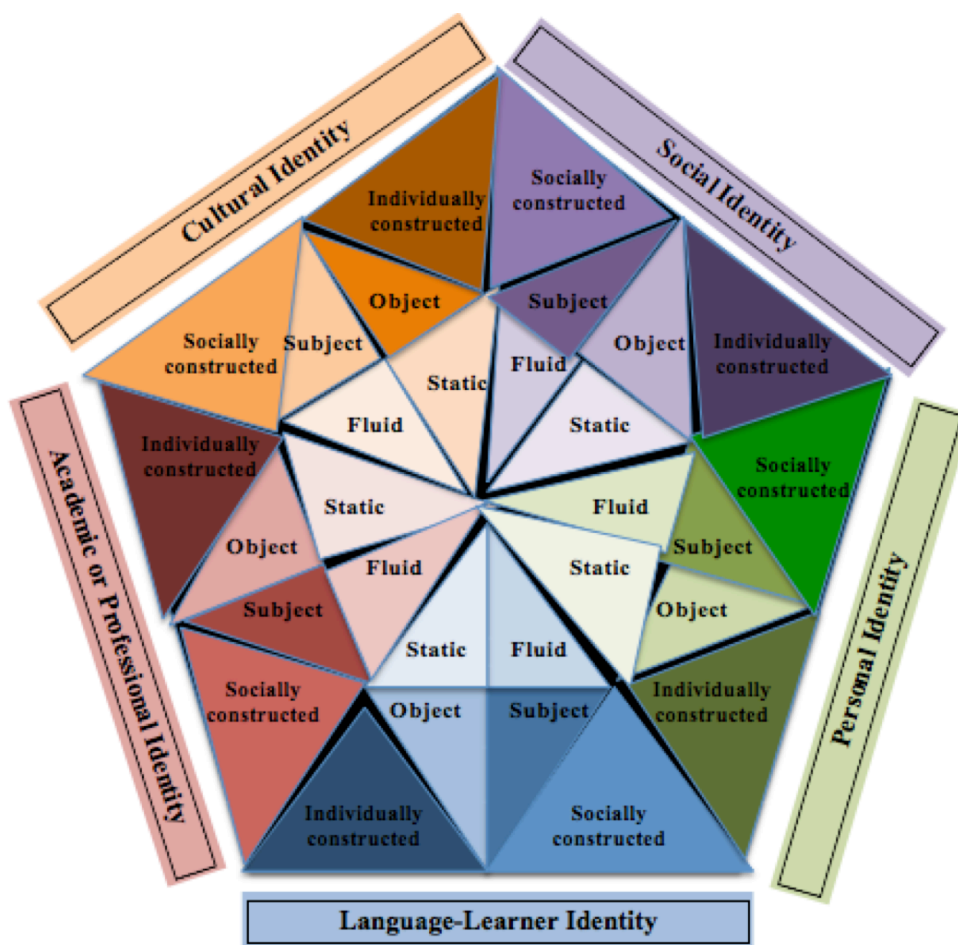 Cultural Identity
Social Identity
Individually
constructed
Socially
constructed
Object
Subject
Socially
constructed
Subject
Object
Individually
constructed
Static
Fluid
Fluid
Static
Individually
constructed
Socially
constructed
Static
Fluid
Object
Subject
Fluid
Static
Subject
Object
Static
Fluid
Socially
constructed
Individually
constructed
Object
Subject
Individually
constructed
Socially
constructed
Academic or Professional Identity
Personal Identity
Language-Learner Identity